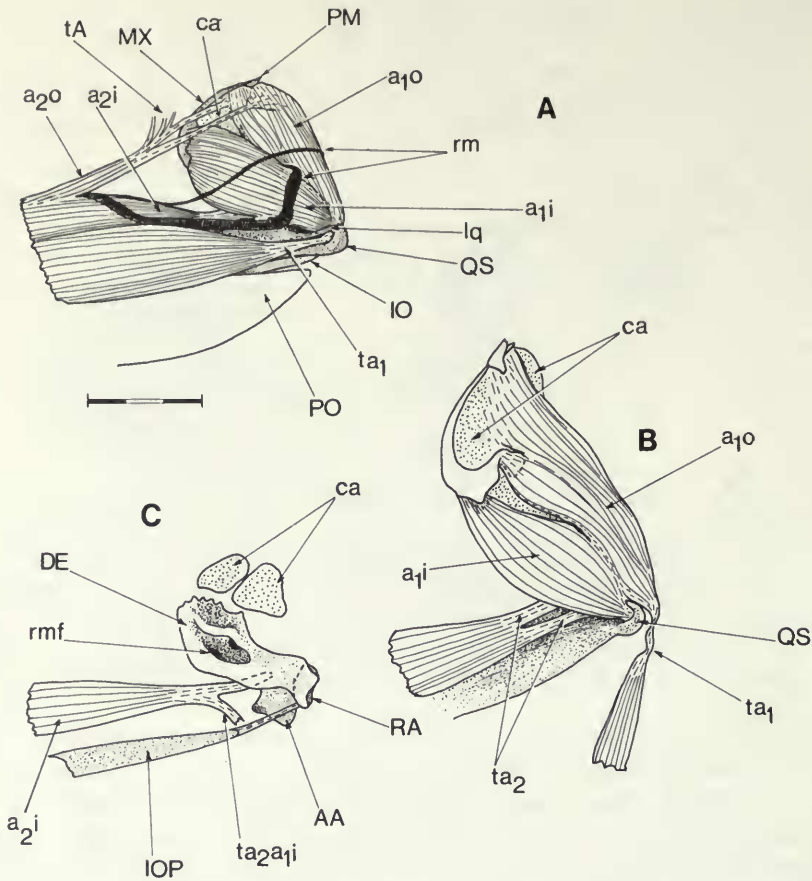 tA
MX
ca
PM
a2o
a2i
a1o
A
rm
a1i
lq
QS
IO
ta1
PO
ca
B
a1o
C
ca
DE
a1i
rmf
QS
ta1
RA
ta2
AA
a2i
IOP
ta2a1i